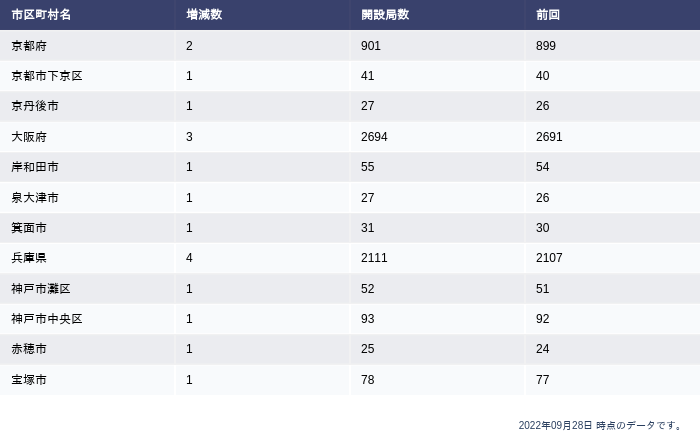 市区町村名 増減数 開設局数 前回
京都府 2 901 899
京都市下京区 1 41 40
京丹後市 1 27 26
大阪府 3 2694 2691
岸和田市 1 55 54
泉大津市 1 27 26
箕面市 1 31 30
兵庫県 4 2111 2107
神戸市灘区 1 52 51
神戸市中央区 1 93 92
赤穂市 1 25 24
宝塚市 1 78 77
2022年09月28日 時点のデータです。